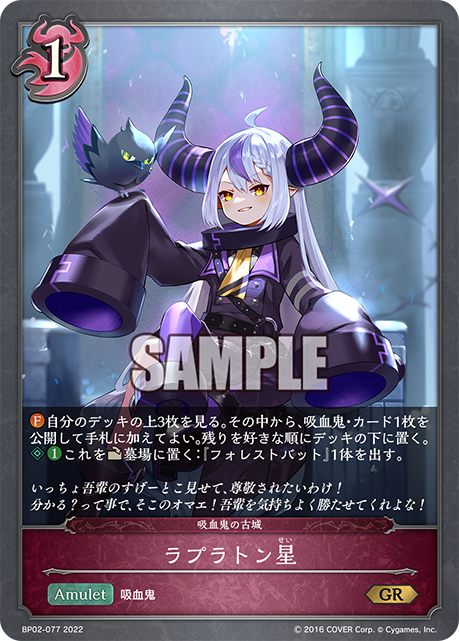 1
SAMPLE
F自分のデッキの上3枚を見る。その中から、吸血鬼・カード1枚を
公開して手札に加えてよい。残りを好きな順にデッキの下に置く。
1 これを墓場に置く:『フォレストバット』1体を出す。
いっちょ吾輩のすげーとこ見せて、尊敬されたいわけ!
分かる?って事で、そこのオマエ!吾輩を気持ちよく勝たせてくれよな!
吸血鬼の古城
せい
ラプラトン星
Amulet 吸血鬼
GR
BP02-077 2022
© 2016 COVER Corp. © Cygames, Inc.